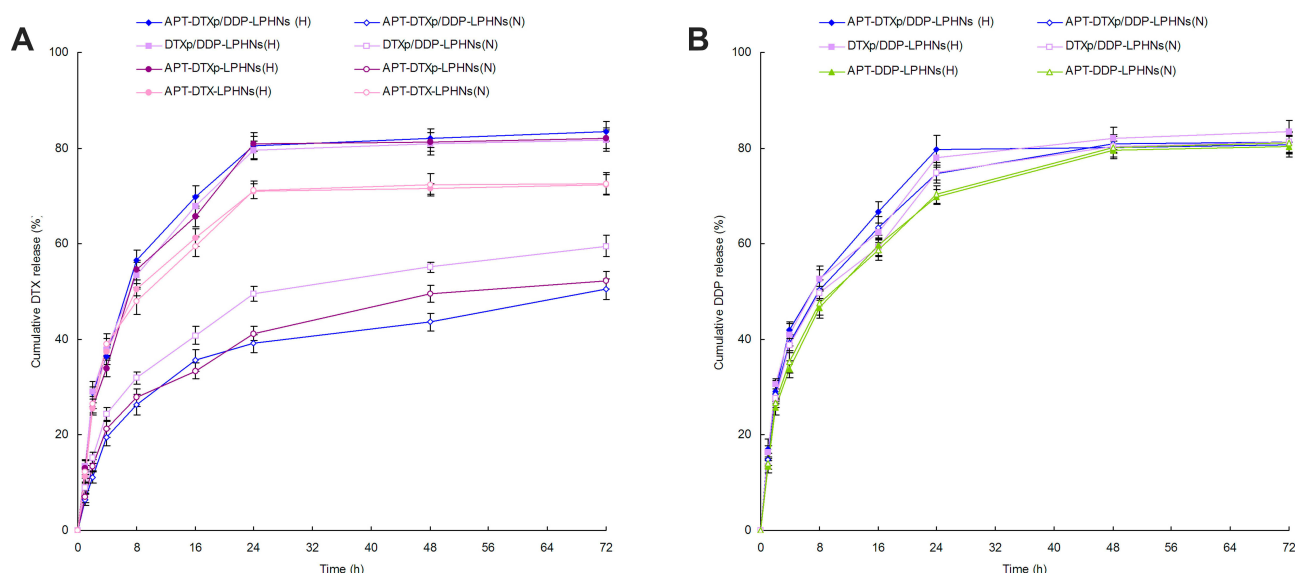 A
APT-DTXp/DDP-LPHNs (H) APT-DTXp/DDP-LPHNs(N)
DTXp/DDP-LPHNs(H) DTXp/DDP-LPHNs(N)
APT-DTXp-LPHNs(H) APT-DTXp-LPHNs(N)
APT-DTX-LPHNs(H) APT-DTX-LPHNs(N)
Cumulative DTX release (%)
100
80
60
40
20
0
0 8 16 24 32 40 48 56 64 72
Time (h)
B
APT-DTXp/DDP-LPHNs (H) APT-DTXp/DDP-LPHNs(N)
DTXp/DDP-LPHNs(H) DTXp/DDP-LPHNs(N)
APT-DDP-LPHNs(H) APT-DDP-LPHNs(N)
Cumulative DDP release (%)
100
80
60
40
20
0
0 8 16 24 32 40 48 56 64 72
Time (h)